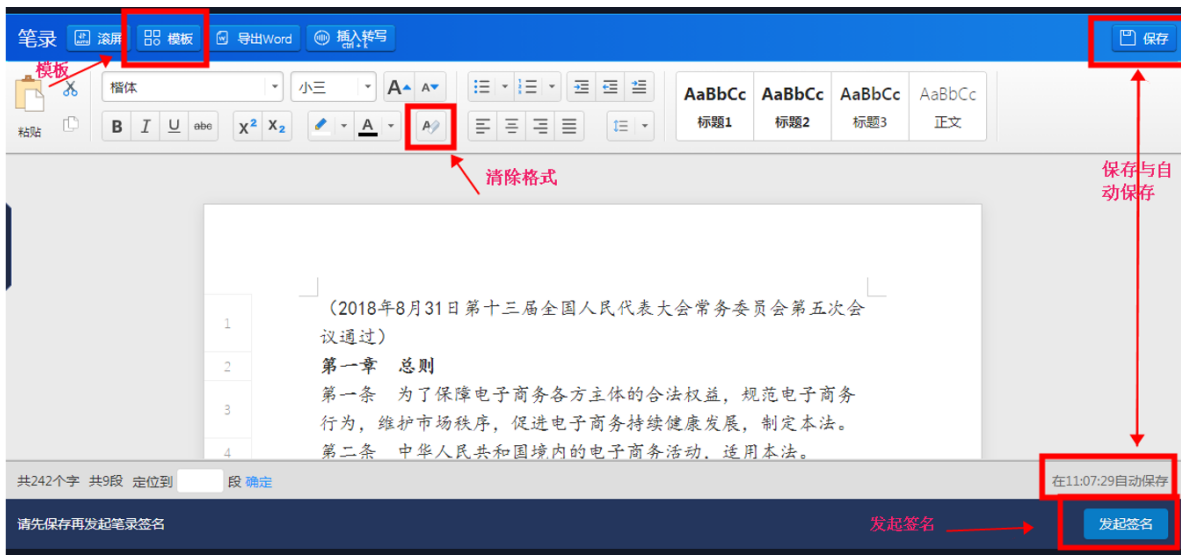 笔录 滚屏 模板 导出Word 插入转写 保存
ctrl + k
模板
楷体 小三 A A
AaBbCc AaBbCc AaBbCc AaBbCc
粘贴 B I U abc X² X₂ A A 标题1 标题2 标题3 正文
清除格式
保存与自
动保存
1 （2018年8月31日第十三届全国人民代表大会常务委员会第五次会
议通过）
2 第一章 总则
3 第一条 为了保障电子商务各方主体的合法权益，规范电子商务
行为，维护市场秩序，促进电子商务持续健康发展，制定本法。
4 第二条 中华人民共和国境内的电子商务活动，适用本法。
共242个字 共9段 定位到 段 确定 在11:07:29自动保存
请先保存再发起笔录签名 发起签名 发起签名